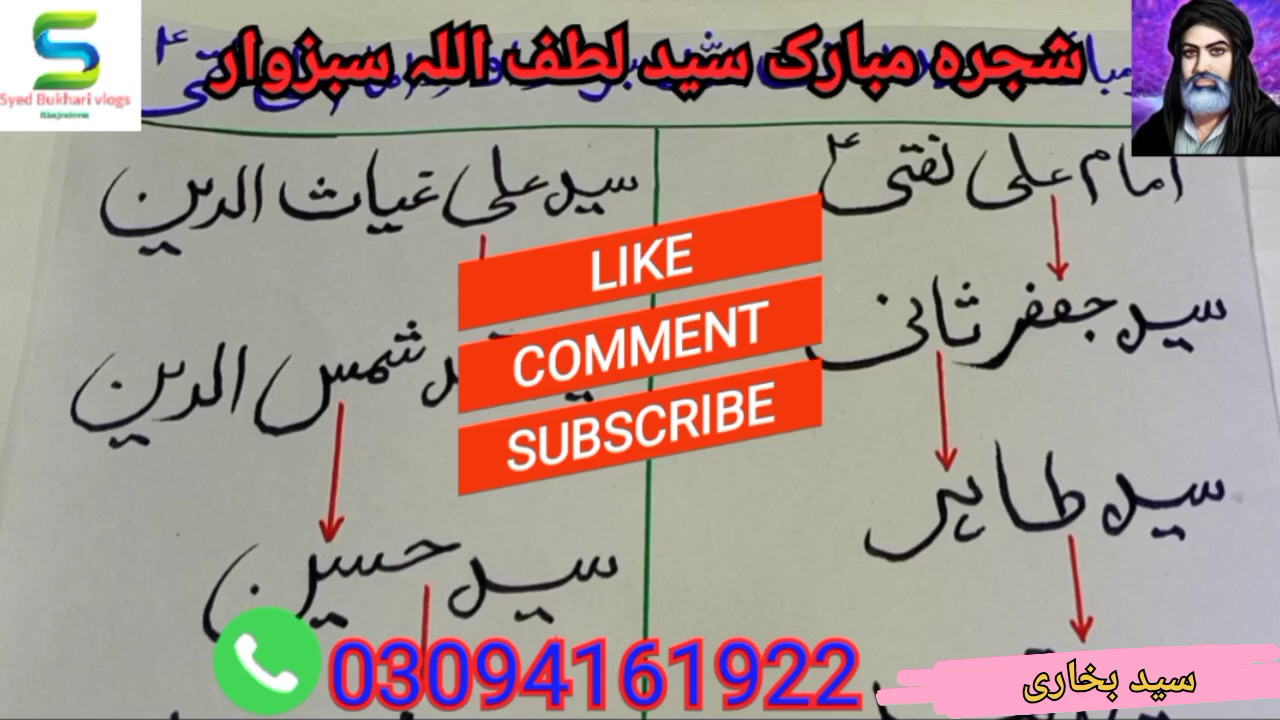 شجرہ مبارک سید لطف اللہ سبزوار
Syed Bukhari vlogs
امام علی نقیؑ
سید جعفر ثانی
سید طاہر
سید علی غیاث الدین
شمس الدین
سید حسین
LIKE
COMMENT
SUBSCRIBE
03094161922
سید بخاری